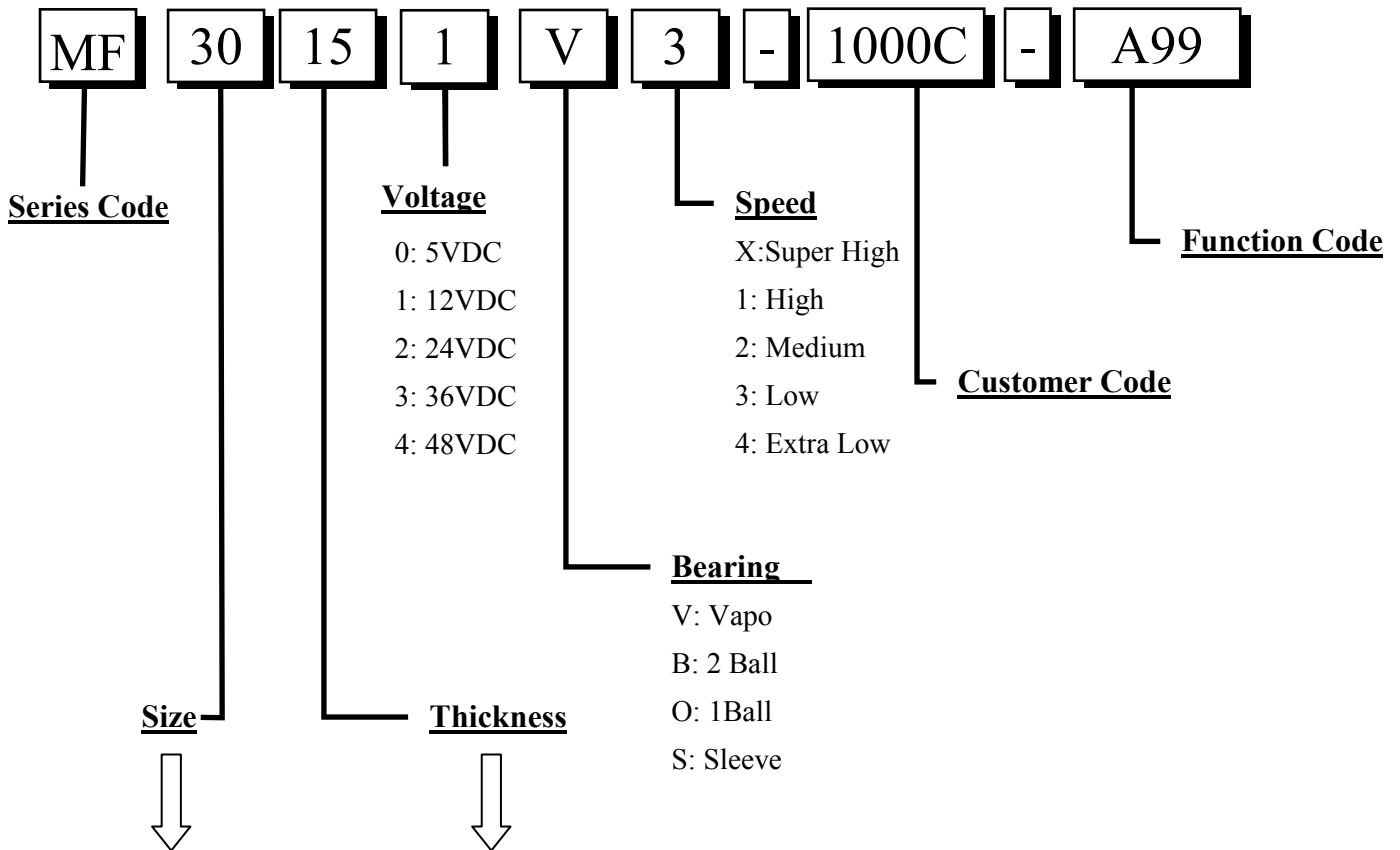 MF 30 15 1 V 3 - 1000C - A99
Series Code
Voltage
0: 5VDC
1: 12VDC
2: 24VDC
3: 36VDC
4: 48VDC
Speed
X:Super High
1: High
2: Medium
3: Low
4: Extra Low
Function Code
Customer Code
Bearing
V: Vapo
B: 2 Ball
O: 1Ball
S: Sleeve
Size
Thickness